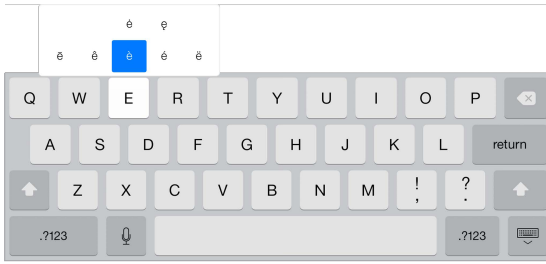 ė ę
ē ê è é ë
Q W E R T Y U I O P
A S D F G H J K L return
Z X C V B N M ! , ? .
.?123 .?123